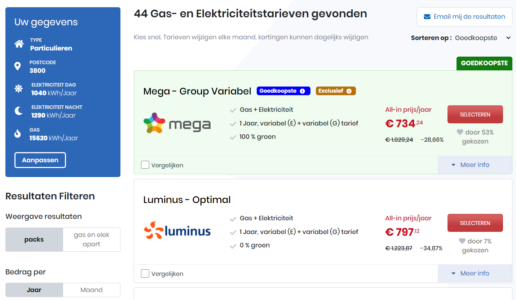 Uw gegevens
TYPE
Particulieren
POSTCODE
3800
ELEKTRICITEIT DAG
1040 kWh/Jaar
ELEKTRICITEIT NACHT
1390 kWh/Jaar
GAS
15620 kWh/Jaar
Aanpassen
Resultaten Filteren
Weergave resultaten
packs
gas en elek apart
Bedrag per
Jaar
Maand
44 Gas- en Elektriciteitstarieven gevonden
Email mij de resultaten
Kies snel. Tarieven wijzigen elke maand, kortingen kunnen dagelijks wijzigen
Sorteren op : Goedkoopste
GOEDKOOPSTE
Mega - Group Variabel
Goedkoopste
Exclusief
mega
Gas + Elektriciteit
1 Jaar, variabel (E) + variabel (G) tarief
100 % groen
All-in prijs/jaar
€ 734,24
€ 1.029,24 -28,66%
SELECTEREN
door 53% gekozen
Vergelijken
Meer info
Luminus - Optimal
luminus
Gas + Elektriciteit
1 Jaar, variabel (E) + variabel (G) tarief
0 % groen
All-in prijs/jaar
€ 797,12
€ 1.223,87 -34,87%
SELECTEREN
door 7% gekozen
Vergelijken
Meer info